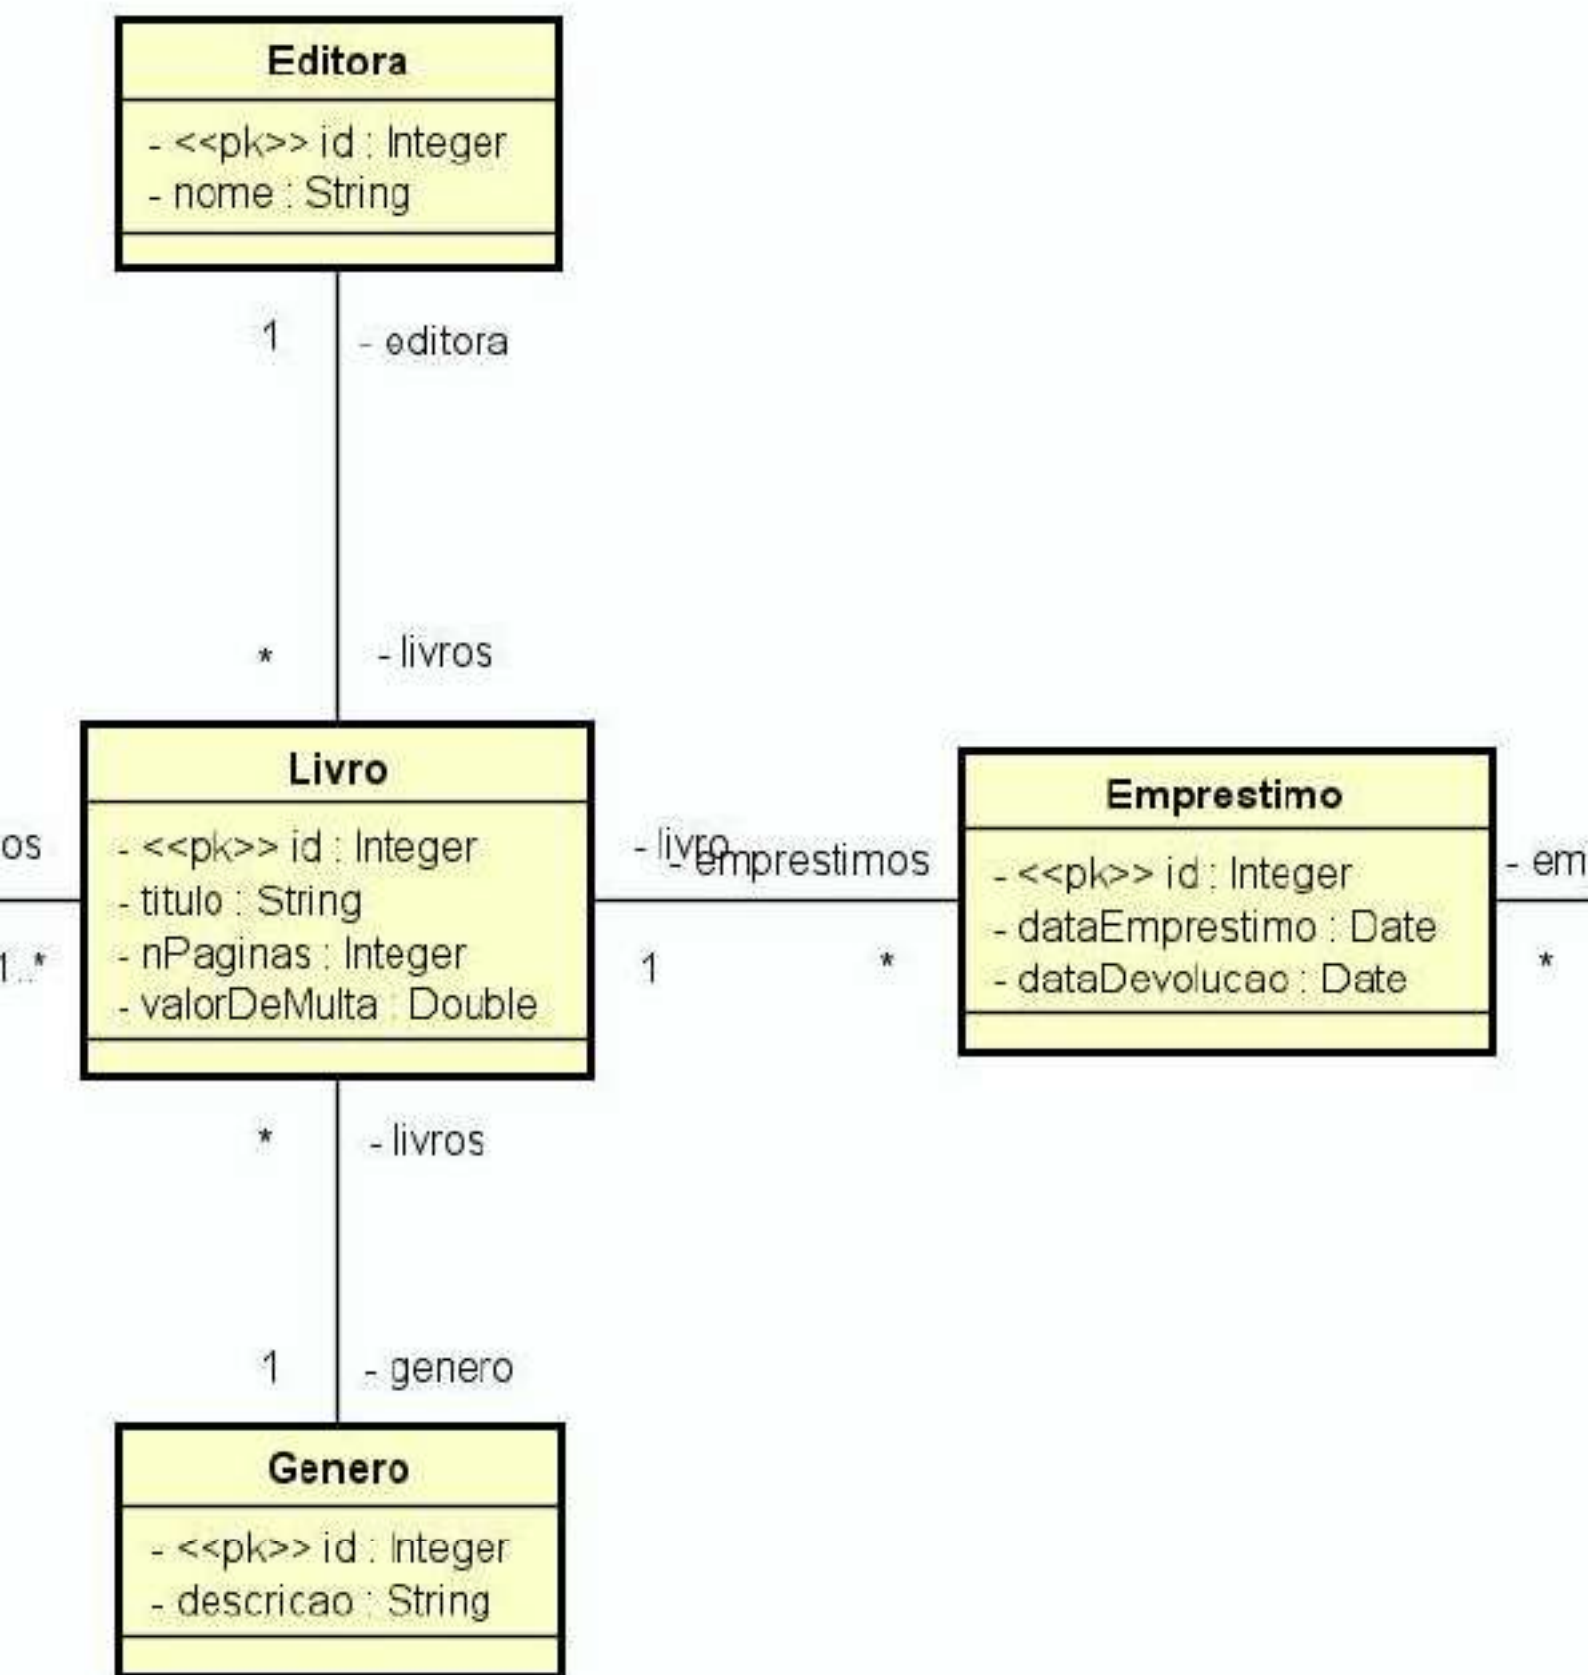 Editora
- <<pk>> id : Integer
- nome : String
1
- editora
*
- livros
Livro
- <<pk>> id : Integer
- titulo : String
- nPaginas : Integer
- valorDeMulta : Double
os
1..*
- livro
- emprestimos
1
*
Emprestimo
- <<pk>> id : Integer
- dataEmprestimo : Date
- dataDevolucao : Date
- em
*
*
- livros
1
- genero
Genero
- <<pk>> id : Integer
- descricao : String